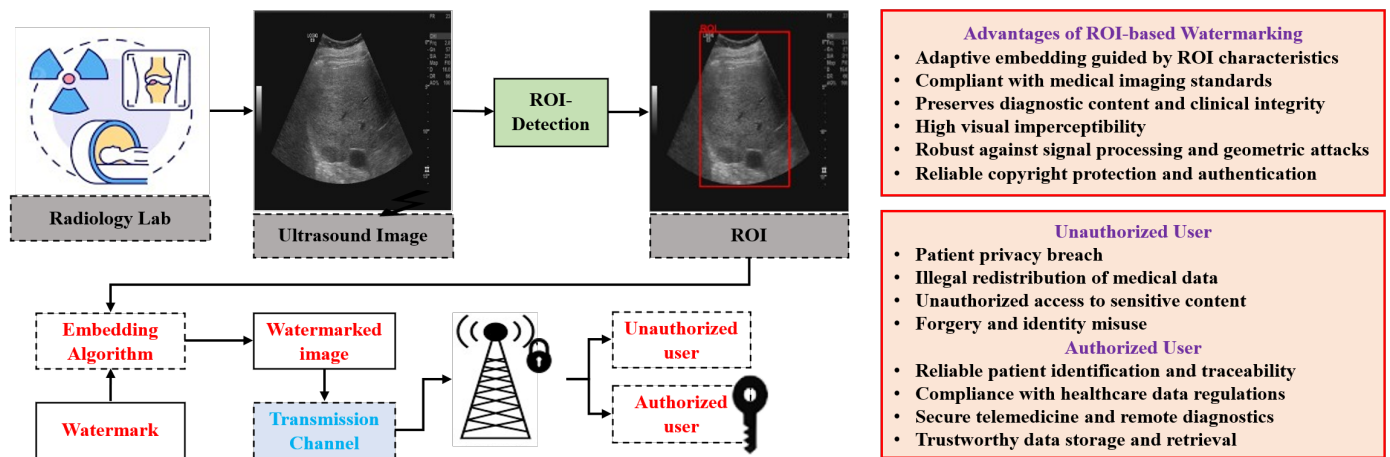 Radiology Lab
Ultrasound Image
ROI-
Detection
ROI
ROI
Embedding
Algorithm
Watermark
Watermarked
image
Transmission
Channel
Unauthorized
user
Authorized
user
Advantages of ROI-based Watermarking
• Adaptive embedding guided by ROI characteristics
• Compliant with medical imaging standards
• Preserves diagnostic content and clinical integrity
• High visual imperceptibility
• Robust against signal processing and geometric attacks
• Reliable copyright protection and authentication
Unauthorized User
• Patient privacy breach
• Illegal redistribution of medical data
• Unauthorized access to sensitive content
• Forgery and identity misuse
Authorized User
• Reliable patient identification and traceability
• Compliance with healthcare data regulations
• Secure telemedicine and remote diagnostics
• Trustworthy data storage and retrieval